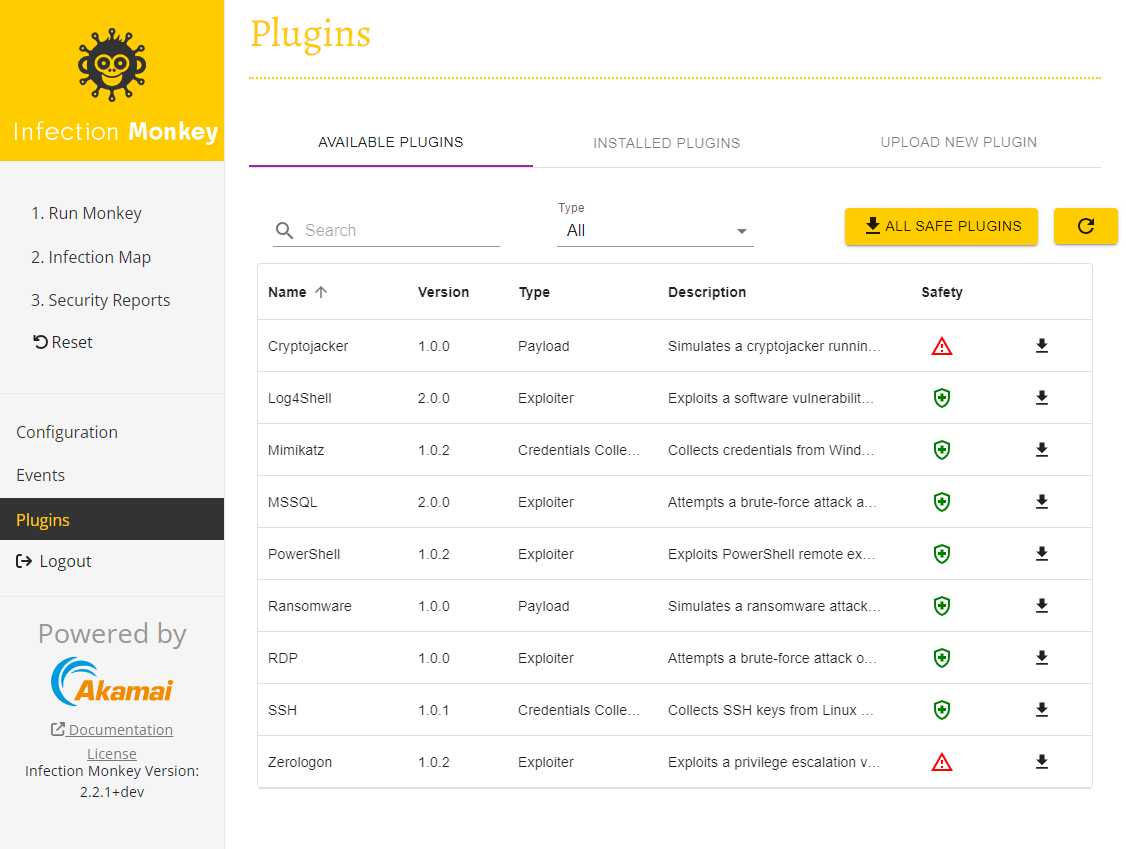 Infection Monkey
1. Run Monkey
2. Infection Map
3. Security Reports
Reset
Configuration
Events
Plugins
Logout
Powered by
Akamai
Documentation
License
Infection Monkey Version:
2.2.1+dev
Plugins
AVAILABLE PLUGINS INSTALLED PLUGINS UPLOAD NEW PLUGIN
Type
Search All ALL SAFE PLUGINS
Name Version Type Description Safety
Cryptojacker 1.0.0 Payload Simulates a cryptojacker runnin…
Log4Shell 2.0.0 Exploiter Exploits a software vulnerabilit…
Mimikatz 1.0.2 Credentials Colle… Collects credentials from Wind…
MSSQL 2.0.0 Exploiter Attempts a brute-force attack a…
PowerShell 1.0.2 Exploiter Exploits PowerShell remote ex…
Ransomware 1.0.0 Payload Simulates a ransomware attack…
RDP 1.0.0 Exploiter Attempts a brute-force attack o…
SSH 1.0.1 Credentials Colle… Collects SSH keys from Linux …
Zerologon 1.0.2 Exploiter Exploits a privilege escalation v…